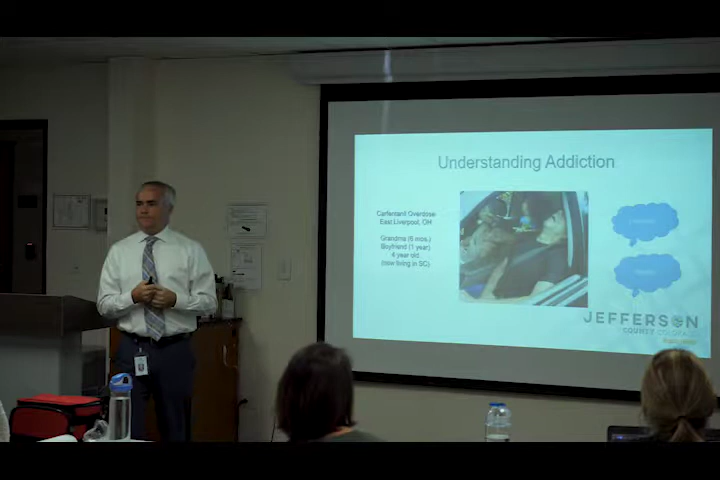 Understanding Addiction
Carfentanil Overdose
East Liverpool, OH
Grandma (6 mos.)
Boyfriend (1 year)
4 year old
(now living in SC)
JEFFERSON
COUNTY COLORADO